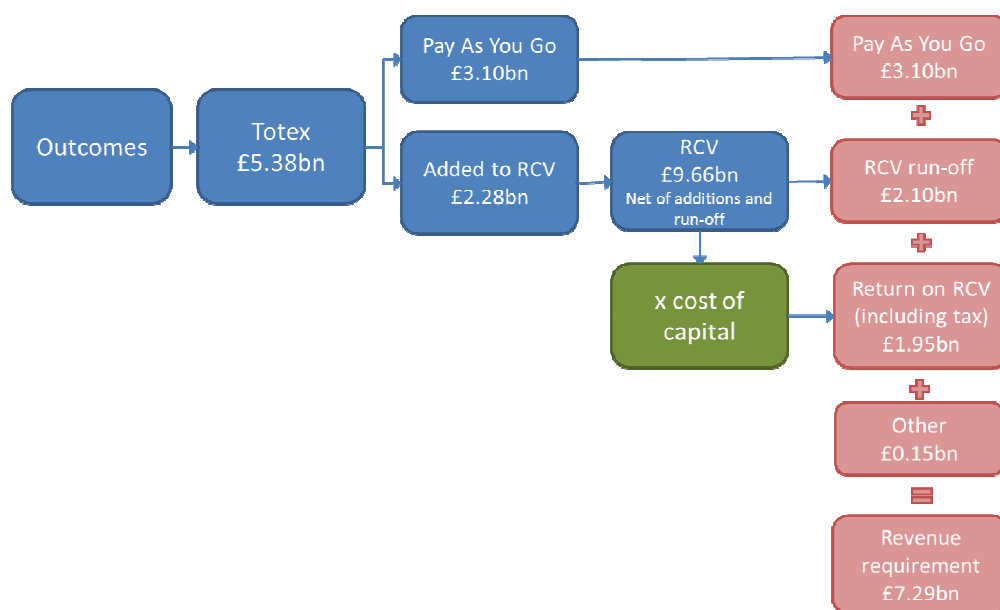 Outcomes
Totex
£5.38bn
Pay As You Go
£3.10bn
Added to RCV
£2.28bn
RCV
£9.66bn
Net of additions and
run-off
x cost of
capital
Pay As You Go
£3.10bn
+
RCV run-off
£2.10bn
+
Return on RCV
(including tax)
£1.95bn
+
Other
£0.15bn
=
Revenue
requirement
£7.29bn